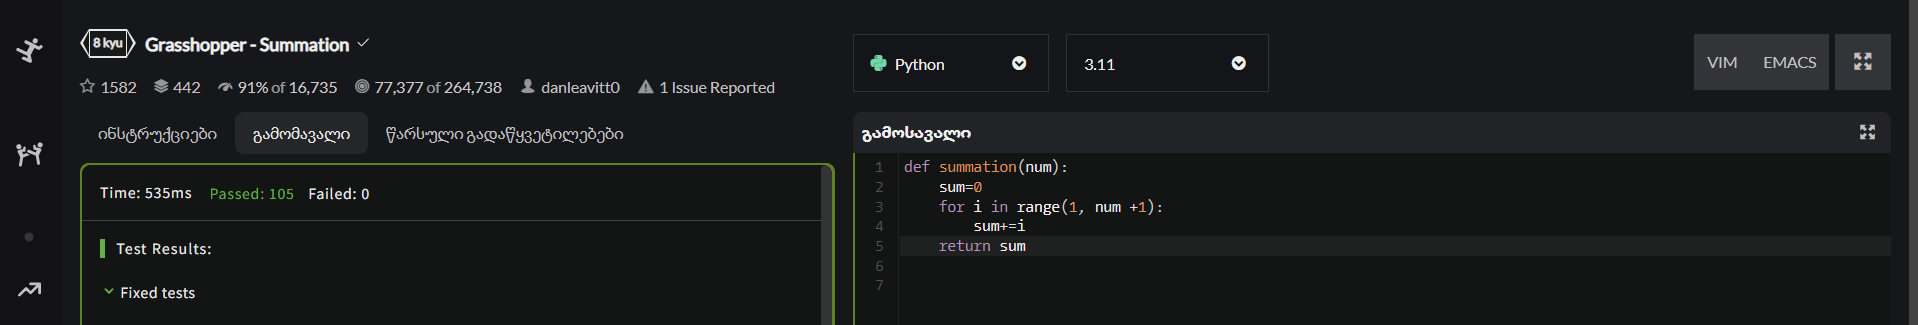 8 kyu Grasshopper - Summation
1582 442 91% of 16,735 77,377 of 264,738 danleavitt0 1 Issue Reported
ინსტრუქციები გამომავალი წარსული გადაწყვეტილებები
Time: 535ms Passed: 105 Failed: 0
Test Results:
Fixed tests
Python 3.11 VIM EMACS
გამოსავალი
1 def summation(num):
2     sum=0
3     for i in range(1, num +1):
4         sum+=i
5     return sum
6
7